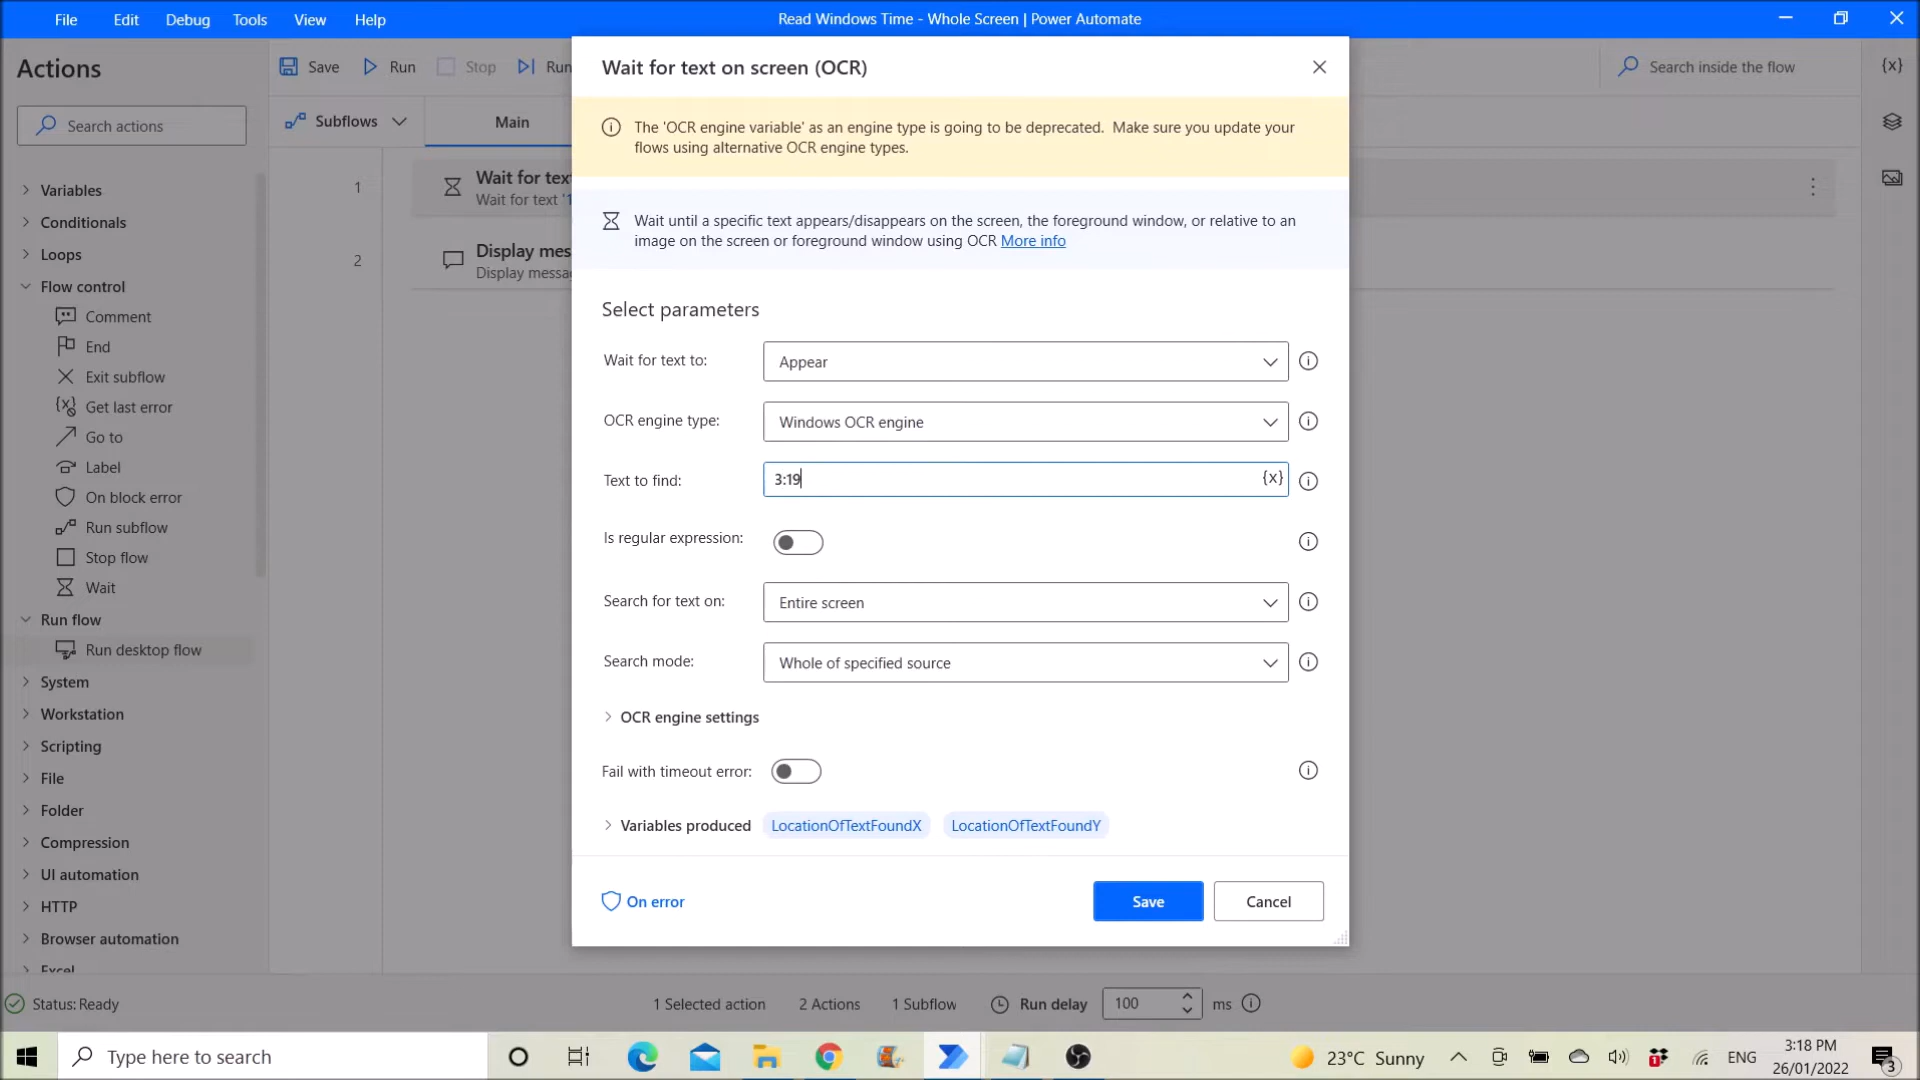 File Edit Debug Tools View Help
Read Windows Time - Whole Screen | Power Automate
Actions
Search actions
Variables
Conditionals
Loops
Flow control
Comment
End
Exit subflow
Get last error
Go to
Label
On block error
Run subflow
Stop flow
Wait
Run flow
Run desktop flow
System
Workstation
Scripting
File
Folder
Compression
UI automation
HTTP
Browser automation
Excel
Save Run Stop Run
Search inside the flow
{x}
Subflows
Main
1
Wait for tex
Wait for text '1
2
Display mes
Display messa
Wait for text on screen (OCR)
The 'OCR engine variable' as an engine type is going to be deprecated. Make sure you update your
flows using alternative OCR engine types.
Wait until a specific text appears/disappears on the screen, the foreground window, or relative to an
image on the screen or foreground window using OCR More info
Select parameters
Wait for text to: Appear
OCR engine type: Windows OCR engine
Text to find: 3:19 {x}
Is regular expression:
Search for text on: Entire screen
Search mode: Whole of specified source
OCR engine settings
Fail with timeout error:
Variables produced LocationOfTextFoundX LocationOfTextFoundY
On error
Save Cancel
Status: Ready 1 Selected action 2 Actions 1 Subflow Run delay 100 ms
Type here to search
23°C Sunny
ENG
3:18 PM
26/01/2022
3